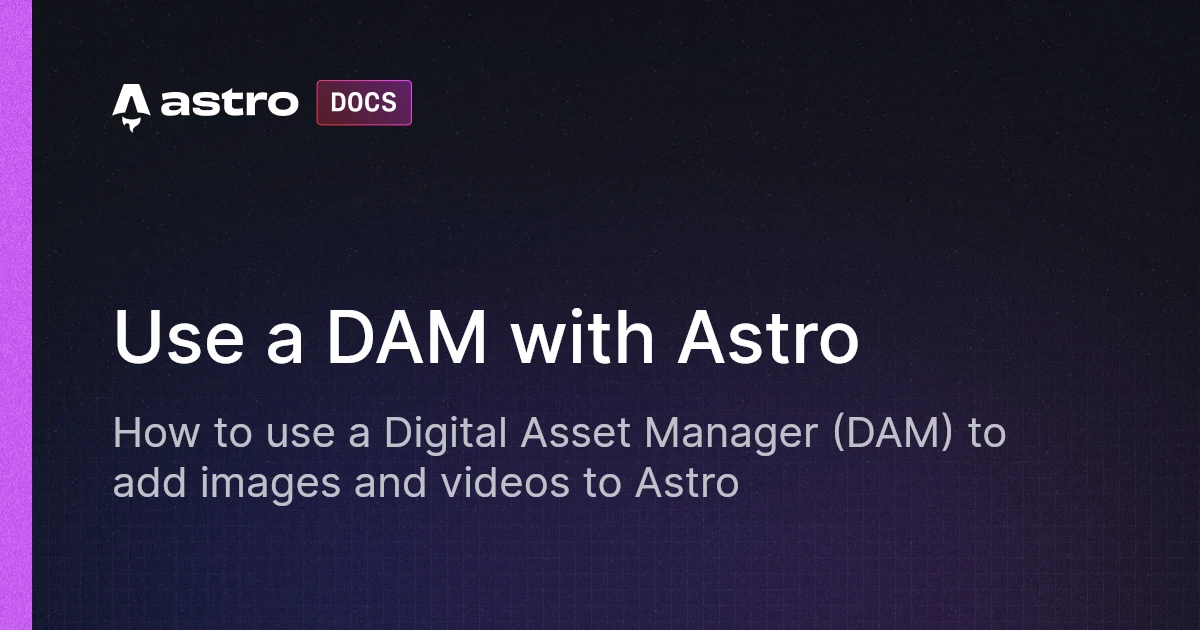 astro DOCS
Use a DAM with Astro
How to use a Digital Asset Manager (DAM) to
add images and videos to Astro